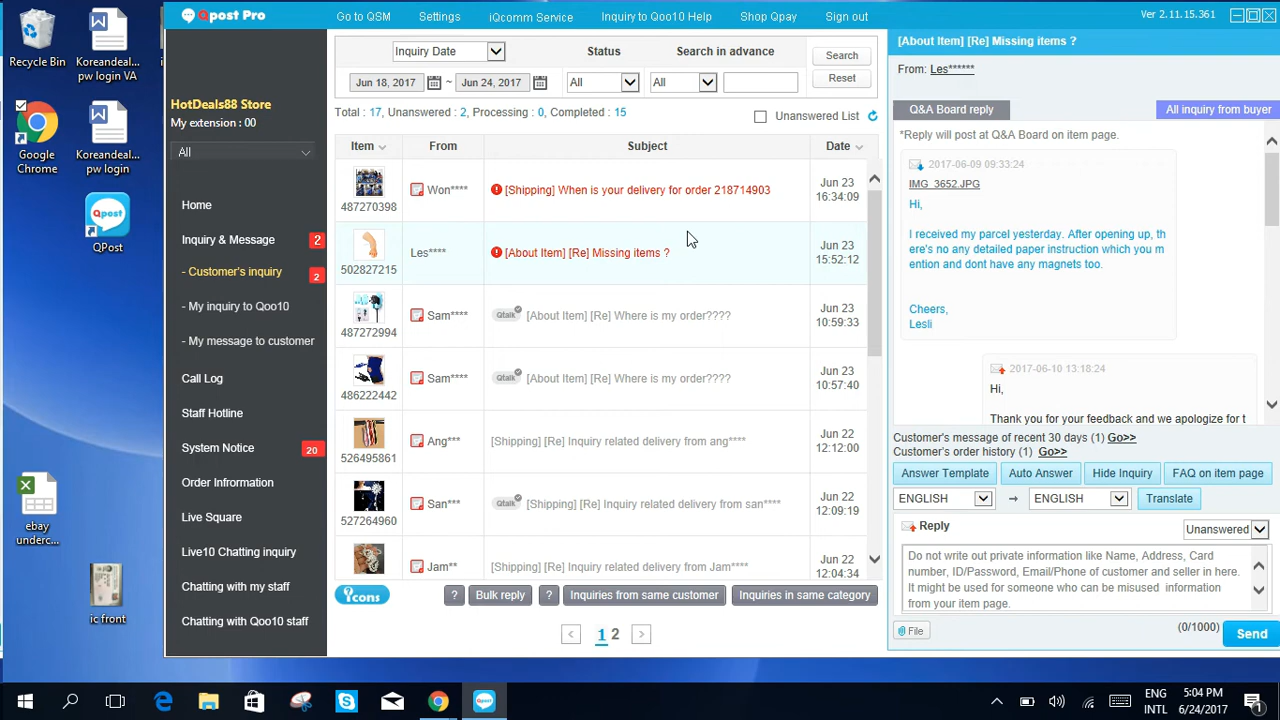 Recycle Bin
Koreandeal...
pw login VA
Google
Chrome
Koreandeal...
pw login
QPost
QPost
ebay
underc...
ic front
Qpost Pro
Go to QSM
Settings
iQcomm Service
Inquiry to Qoo10 Help
Shop Qpay
Sign out
Ver 2.11.15.361
HotDeals88 Store
My extension : 00
All
Home
Inquiry & Message
2
- Customer's inquiry
2
- My inquiry to Qoo10
- My message to customer
Call Log
Staff Hotline
System Notice
20
Order Information
Live Square
Live10 Chatting inquiry
Chatting with my staff
Chatting with Qoo10 staff
Inquiry Date
Status
Search in advance
Search
Jun 18, 2017 ~ Jun 24, 2017
All
All
Reset
Total : 17, Unanswered : 2, Processing : 0, Completed : 15
Unanswered List
Item
From
Subject
Date
487270398
Won****
[Shipping] When is your delivery for order 218714903
Jun 23
16:34:09
502827215
Les****
[About Item] [Re] Missing items ?
Jun 23
15:52:12
487272994
Sam****
Qtalk [About Item] [Re] Where is my order????
Jun 23
10:59:33
486222442
Sam****
Qtalk [About Item] [Re] Where is my order????
Jun 23
10:57:40
526495861
Ang***
[Shipping] [Re] Inquiry related delivery from ang****
Jun 22
12:12:00
527264960
San***
Qtalk [Shipping] [Re] Inquiry related delivery from san****
Jun 22
12:09:19
Jam**
[Shipping] [Re] Inquiry related delivery from Jam****
Jun 22
12:04:34
icons
?
Bulk reply
?
Inquiries from same customer
Inquiries in same category
< 1 2 >
[About Item] [Re] Missing items ?
From: Les******
Q&A Board reply
All inquiry from buyer
*Reply will post at Q&A Board on item page.
2017-06-09 09:33:24
IMG_3652.JPG
Hi,
I received my parcel yesterday. After opening up, th
ere's no any detailed paper instruction which you m
ention and dont have any magnets too.
Cheers,
Lesli
2017-06-10 13:18:24
Hi,
Thank you for your feedback and we apologize for t
Customer's message of recent 30 days (1) Go>>
Customer's order history (1) Go>>
Answer Template
Auto Answer
Hide Inquiry
FAQ on item page
ENGLISH → ENGLISH
Translate
Reply
Unanswered
Do not write out private information like Name, Address, Card
number, ID/Password, Email/Phone of customer and seller in here.
It might be used for someone who can be misused information
from your item page.
File
(0/1000)
Send
ENG
INTL
5:04 PM
6/24/2017
1